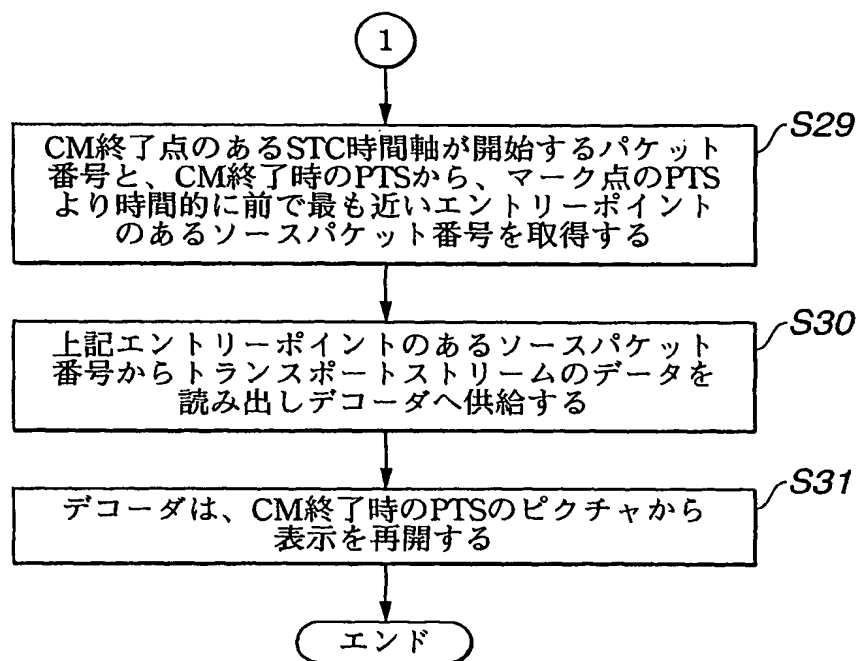 1
S29
CM終了点のあるSTC時間軸が開始するパケット
番号と、CM終了時のPTSから、マーク点のPTS
より時間的に前で最も近いエントリーポイント
のあるソースパケット番号を取得する
S30
上記エントリーポイントのあるソースパケット
番号からトランスポートストリームのデータを
読み出しデコーダへ供給する
S31
デコーダは、CM終了時のPTSのピクチャから
表示を再開する
エンド